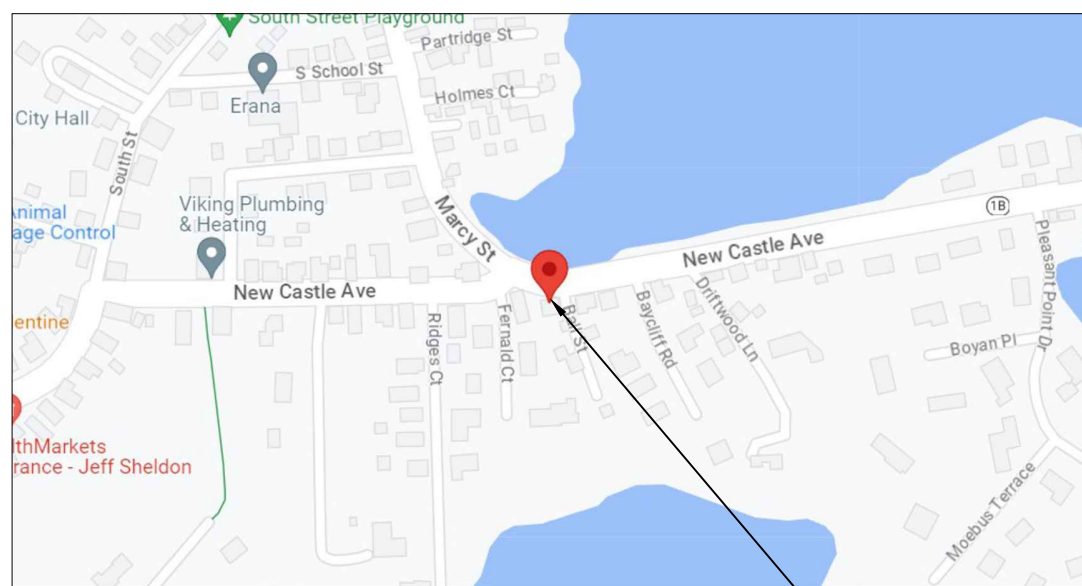 South Street Playground
Partridge St
S School St
Erana
Holmes Ct
City Hall
South St
Animal
age Control
Viking Plumbing
& Heating
Marcy St
1B
New Castle Ave
Pleasant Point Dr
New Castle Ave
Driftwood Ln
entine
Ridges Ct
Fernald Ct
Ball St
Baycliff Rd
Boyan Pl
lthMarkets
rance - Jeff Sheldon
Moebus Terrace